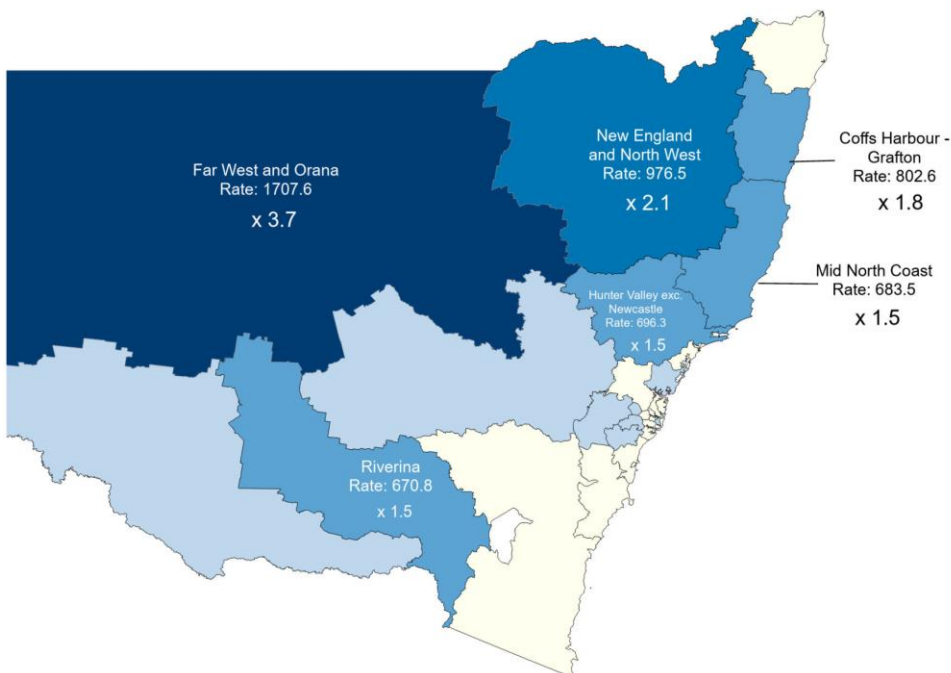 Far West and Orana
Rate: 1707.6
x 3.7
New England
and North West
Rate: 976.5
x 2.1
Coffs Harbour -
Grafton
Rate: 802.6
x 1.8
Mid North Coast
Rate: 683.5
x 1.5
Hunter Valley exc.
Newcastle
Rate: 696.3
x 1.5
Riverina
Rate: 670.8
x 1.5